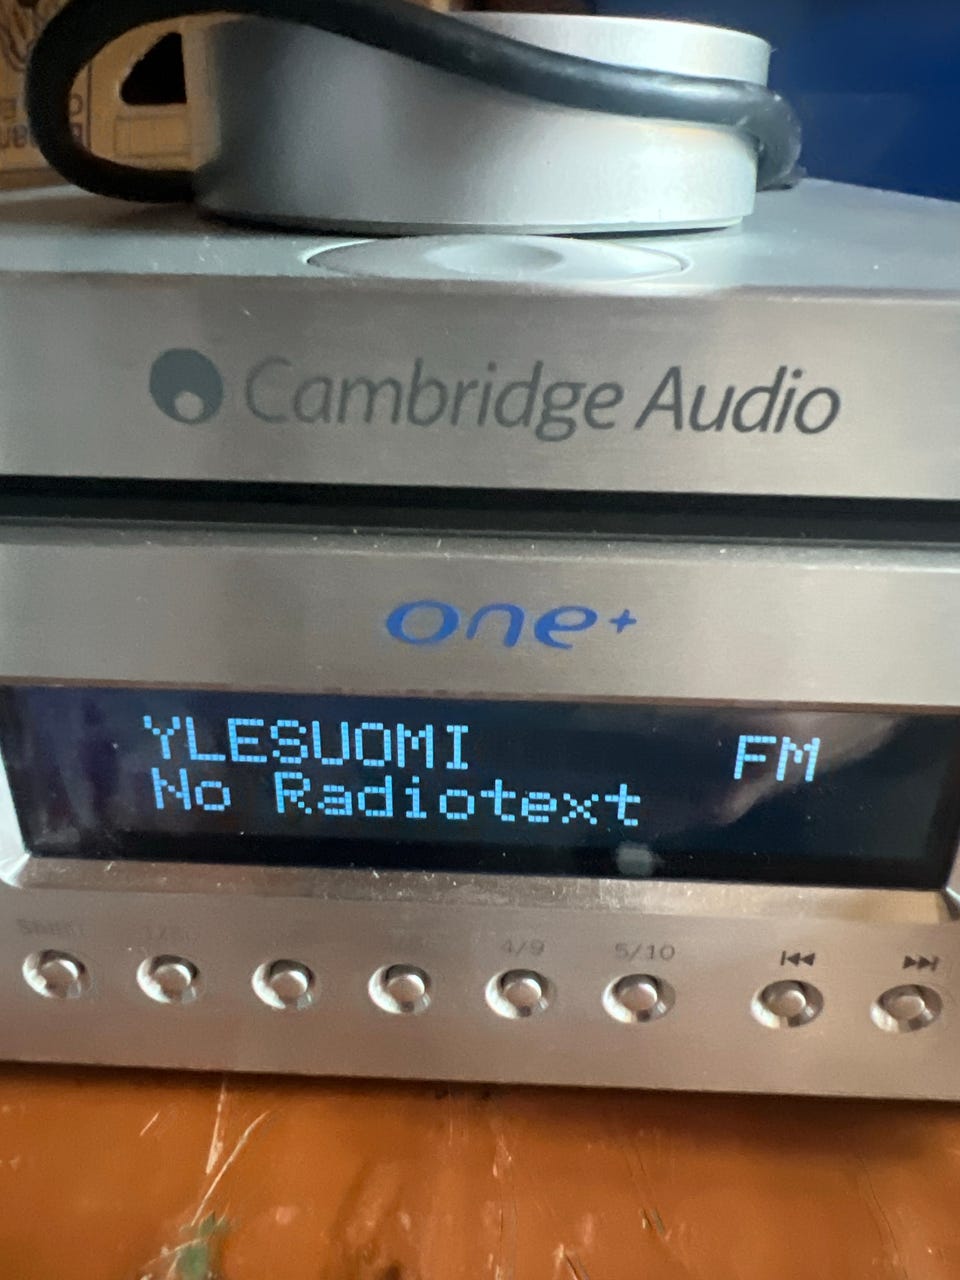 Cambridge Audio
one+
YLESUOMI FM
No Radiotext
4/9 5/10